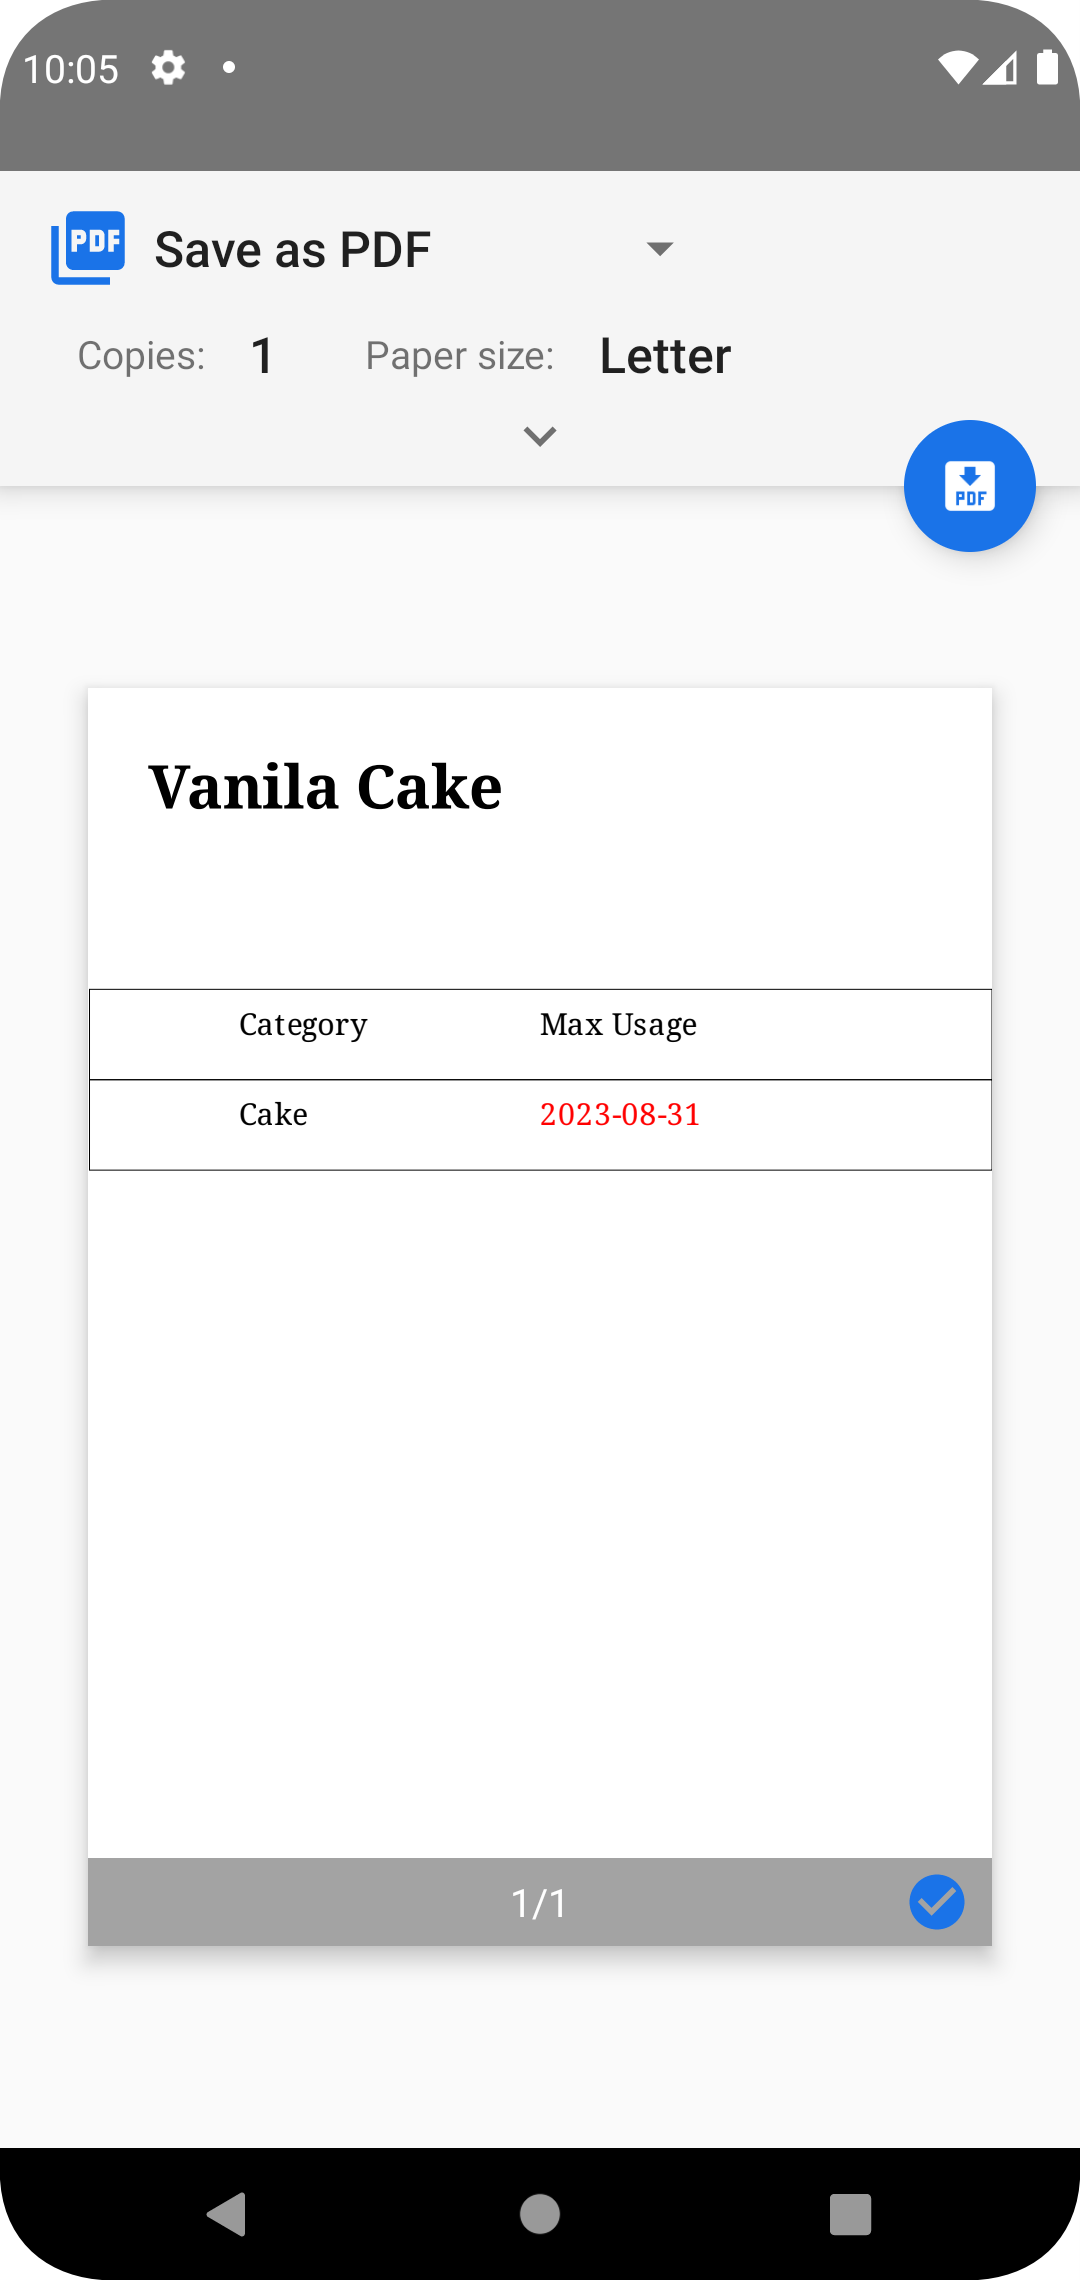 10:05
PDF Save as PDF
Copies: 1 Paper size: Letter
PDF
Vanila Cake
Category Max Usage
Cake 2023-08-31
1/1